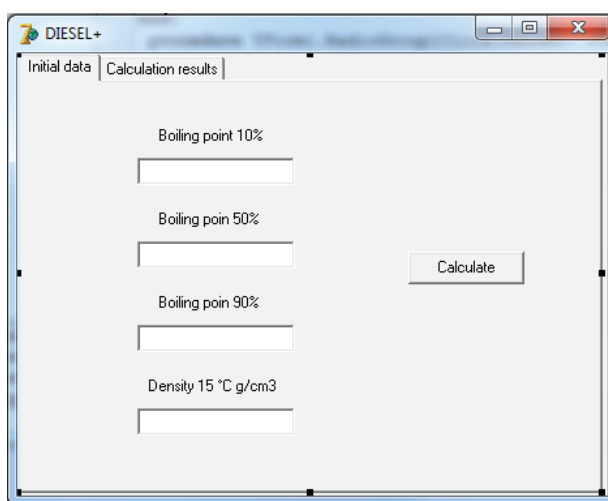 DIESEL+
Initial data
Calculation results
Boiling point 10%
Boiling poin 50%
Calculate
Boiling poin 90%
Density 15 °C g/cm3